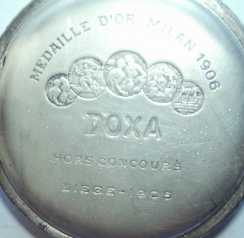 MEDAILLE D'OR MILAN 1906
DOXA
HORS CONCOURS
LIEGE-1905